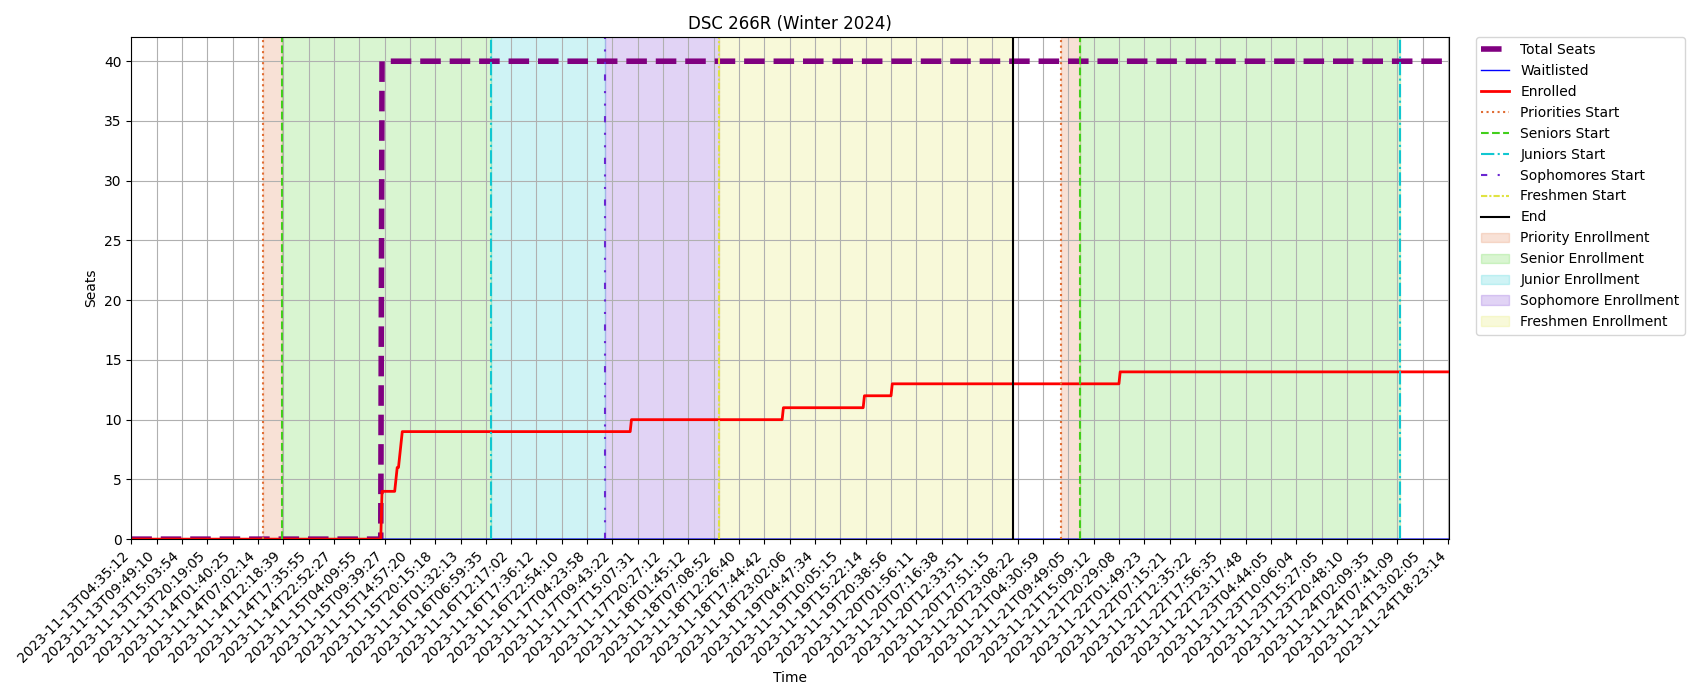 DSC 266R (Winter 2024)
Seats
40
35
30
25
20
15
10
5
0
2023-11-13T04:35:12
2023-11-13T09:49:10
2023-11-13T15:03:54
2023-11-13T20:19:05
2023-11-14T01:40:25
2023-11-14T07:02:14
2023-11-14T12:18:39
2023-11-14T17:35:55
2023-11-14T22:52:27
2023-11-15T04:09:55
2023-11-15T09:39:27
2023-11-15T14:57:20
2023-11-15T20:15:18
2023-11-16T01:32:13
2023-11-16T06:59:35
2023-11-16T12:17:02
2023-11-16T17:36:12
2023-11-16T22:54:10
2023-11-17T04:23:58
2023-11-17T09:43:22
2023-11-17T15:07:31
2023-11-17T20:27:12
2023-11-18T01:45:12
2023-11-18T07:08:52
2023-11-18T12:26:40
2023-11-18T17:44:42
2023-11-18T23:02:06
2023-11-19T04:47:34
2023-11-19T10:05:15
2023-11-19T15:22:14
2023-11-19T20:38:56
2023-11-20T01:56:11
2023-11-20T07:16:38
2023-11-20T12:33:51
2023-11-20T17:51:15
2023-11-20T23:08:22
2023-11-21T04:30:59
2023-11-21T09:49:05
2023-11-21T15:09:12
2023-11-21T20:29:08
2023-11-22T01:49:23
2023-11-22T07:15:21
2023-11-22T12:35:22
2023-11-22T17:56:35
2023-11-22T23:17:48
2023-11-23T04:44:05
2023-11-23T10:06:04
2023-11-23T15:27:05
2023-11-23T20:48:10
2023-11-24T02:09:35
2023-11-24T07:41:09
2023-11-24T13:02:05
2023-11-24T18:23:14
Time
Total Seats
Waitlisted
Enrolled
Priorities Start
Seniors Start
Juniors Start
Sophomores Start
Freshmen Start
End
Priority Enrollment
Senior Enrollment
Junior Enrollment
Sophomore Enrollment
Freshmen Enrollment